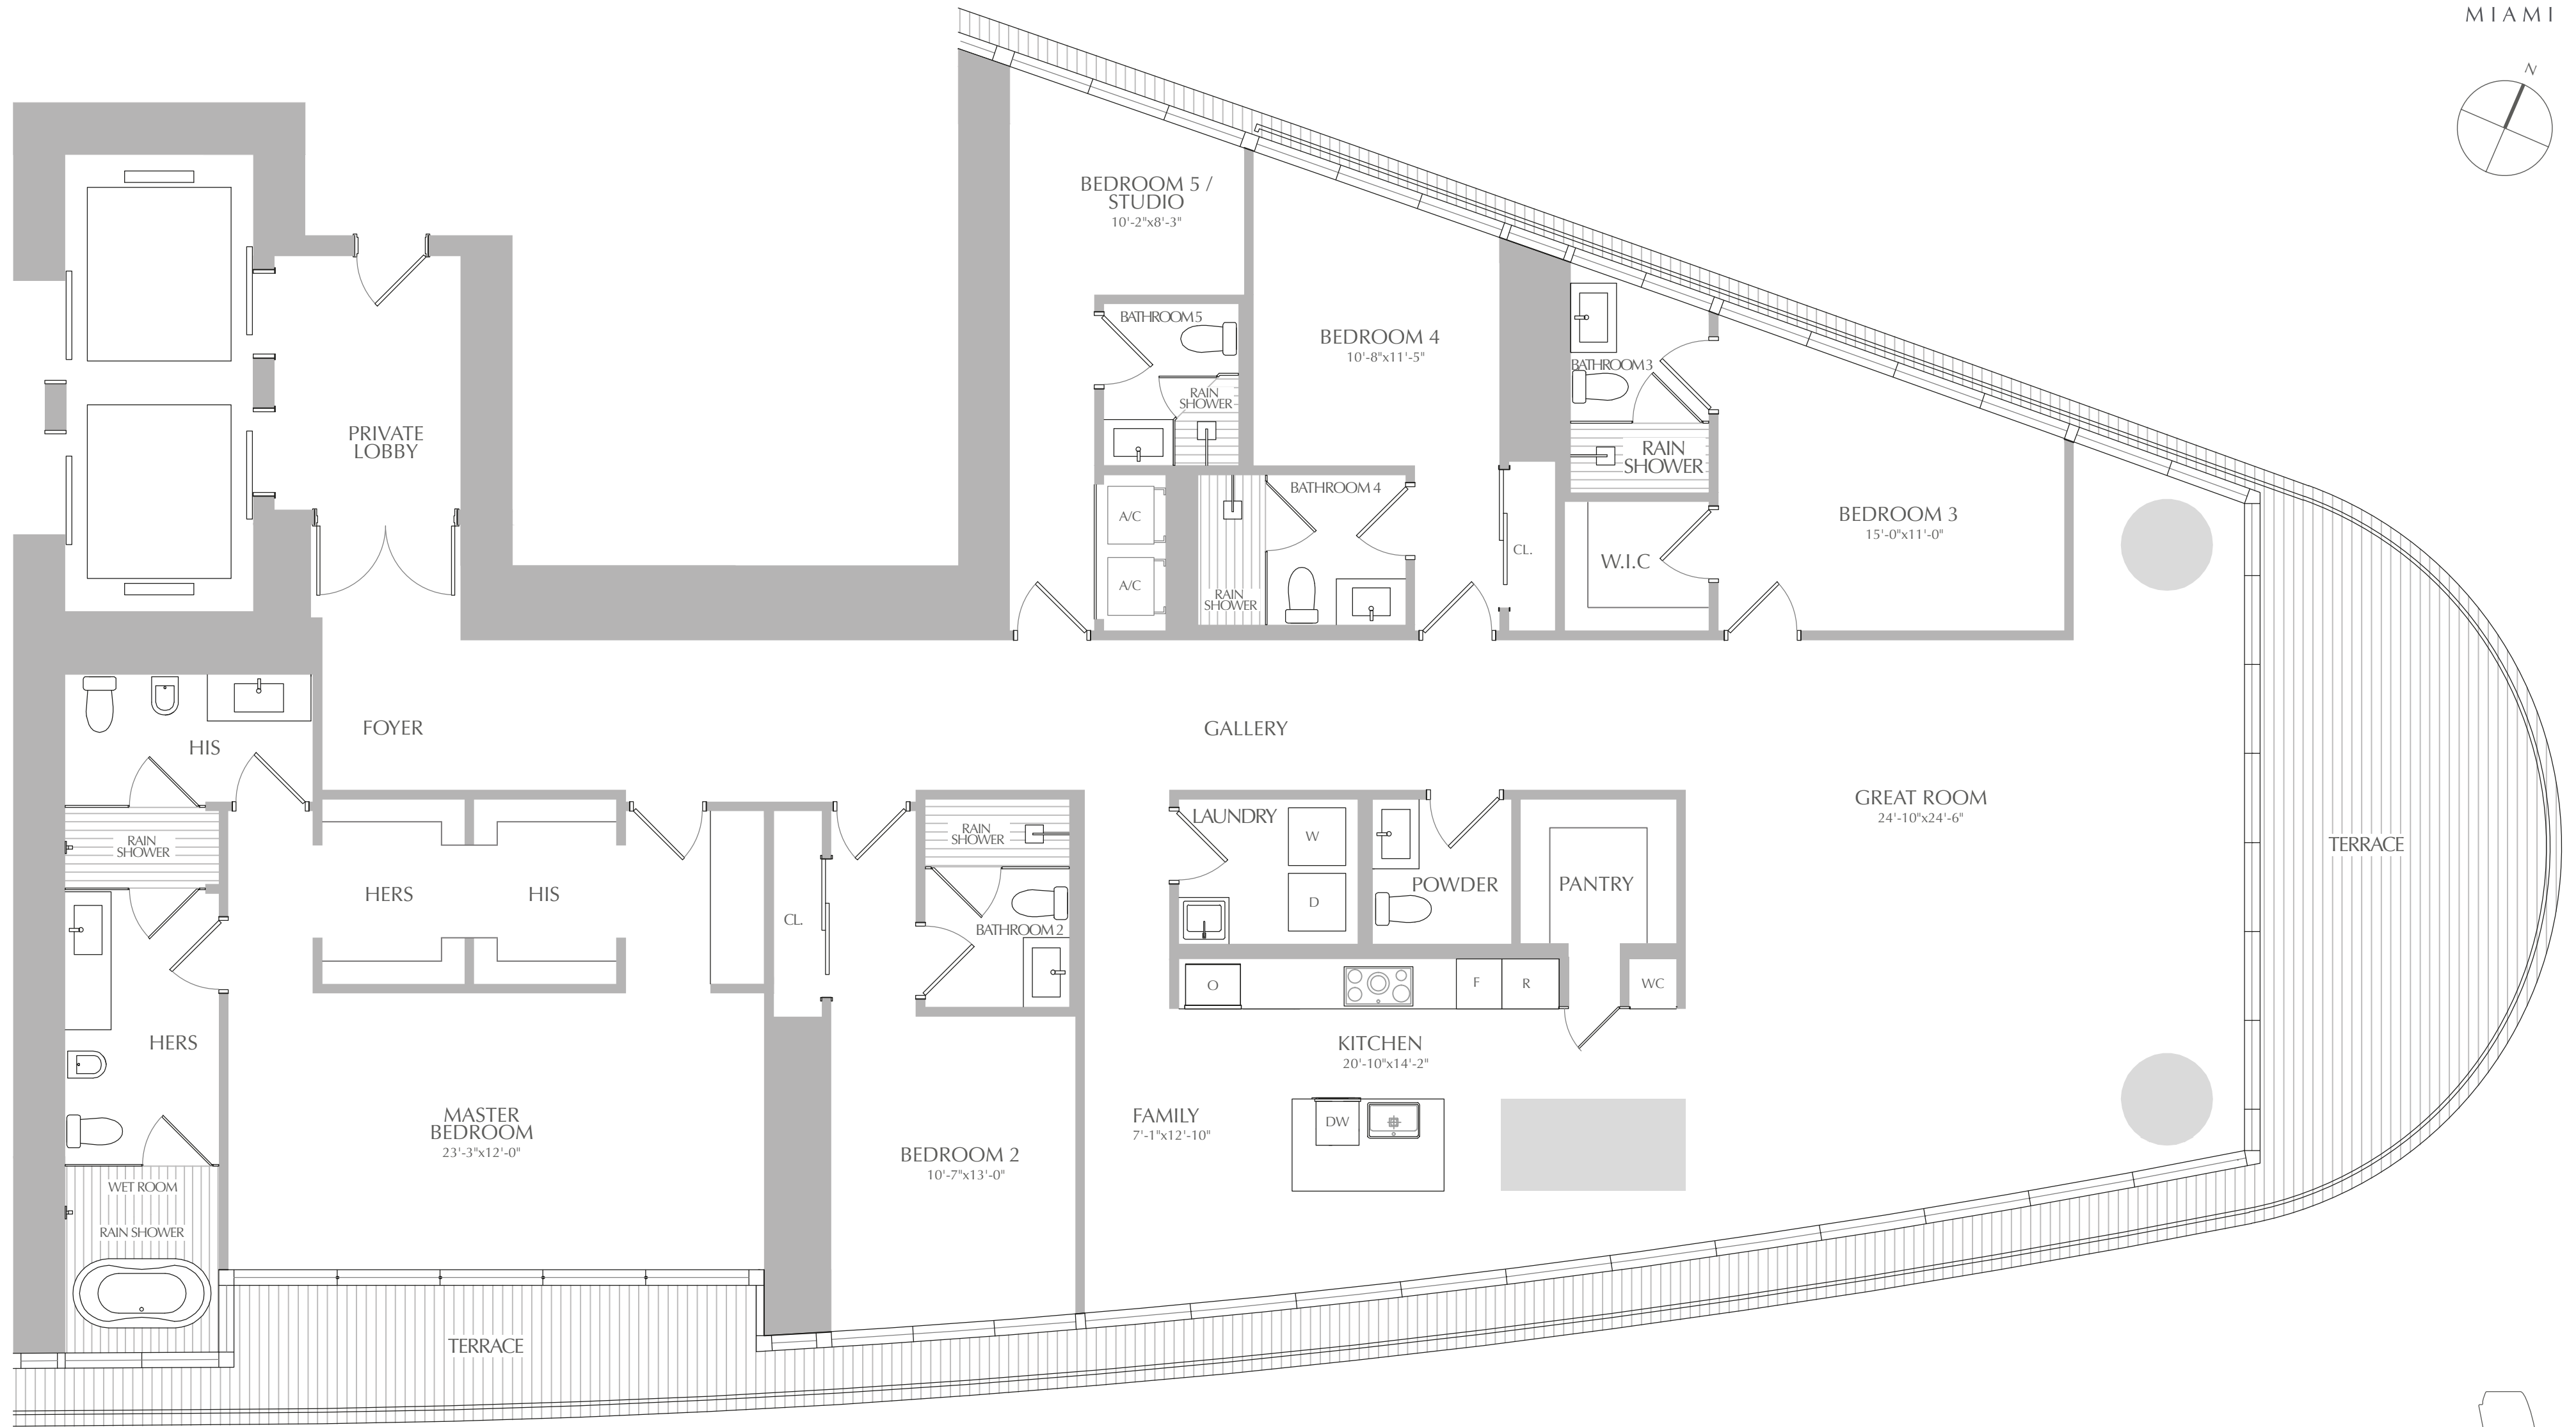 MIAMI
N
BEDROOM 5 /
STUDIO
10'-2"x8'-3"
BATHROOM 5
RAIN
SHOWER
BEDROOM 4
10'-8"x11'-5"
BATHROOM 3
RAIN
SHOWER
PRIVATE
LOBBY
A/C
A/C
BATHROOM 4
RAIN
SHOWER
CL.
W.I.C
BEDROOM 3
15'-0"x11'-0"
HIS
FOYER
GALLERY
RAIN
SHOWER
HERS
HIS
CL.
RAIN
SHOWER
BATHROOM 2
LAUNDRY
W
D
POWDER
PANTRY
GREAT ROOM
24'-10"x24'-6"
TERRACE
O
F
R
WC
HERS
KITCHEN
20'-10"x14'-2"
MASTER
BEDROOM
23'-3"x12'-0"
BEDROOM 2
10'-7"x13'-0"
FAMILY
7'-1"x12'-10"
DW
WET ROOM
RAIN SHOWER
TERRACE